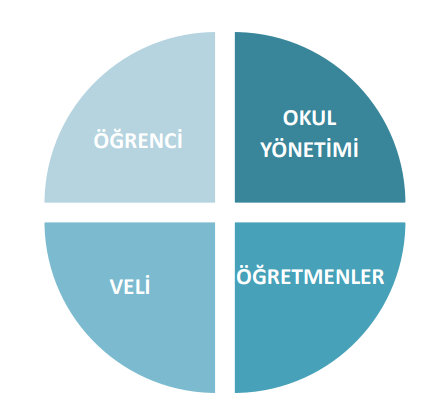 ÖĞRENCİ
OKUL
YÖNETİMİ
VELİ
ÖĞRETMENLER